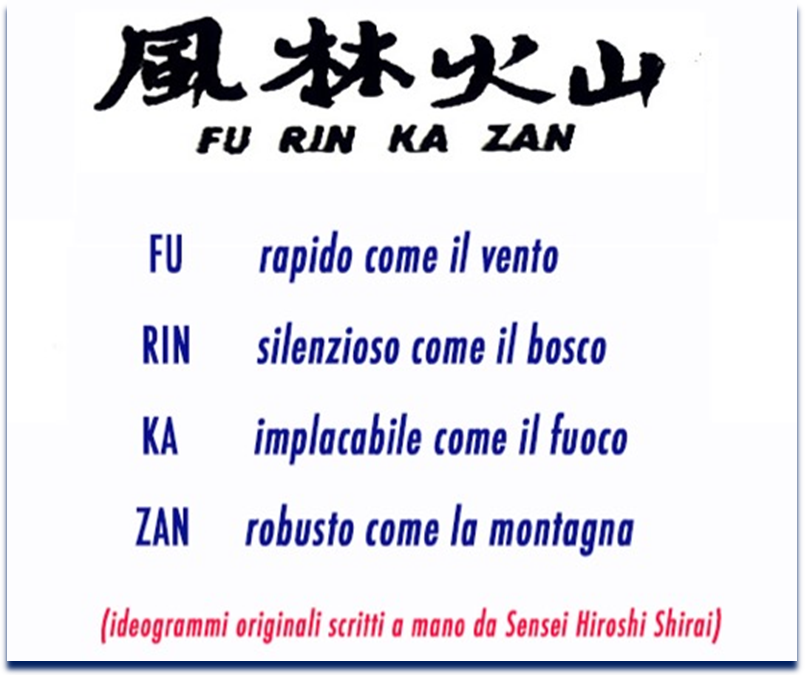 風林火山
FU RIN KA ZAN
FU rapido come il vento
RIN silenzioso come il bosco
KA implacabile come il fuoco
ZAN robusto come la montagna
(ideogrammi originali scritti a mano da Sensei Hiroshi Shirai)